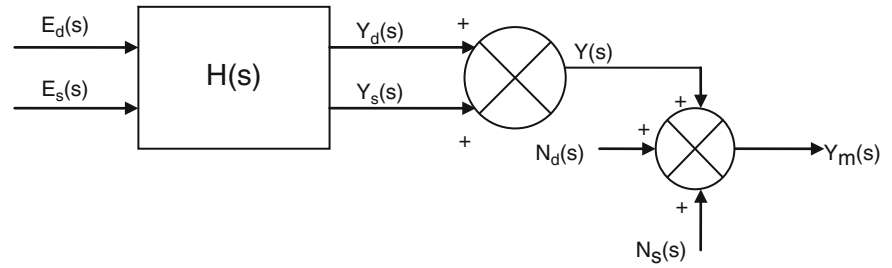 E_d(s)
Y_d(s)
+
Y(s)
H(s)
E_s(s)
Y_s(s)
+
+
+
N_d(s)
Y_m(s)
+
N_s(s)